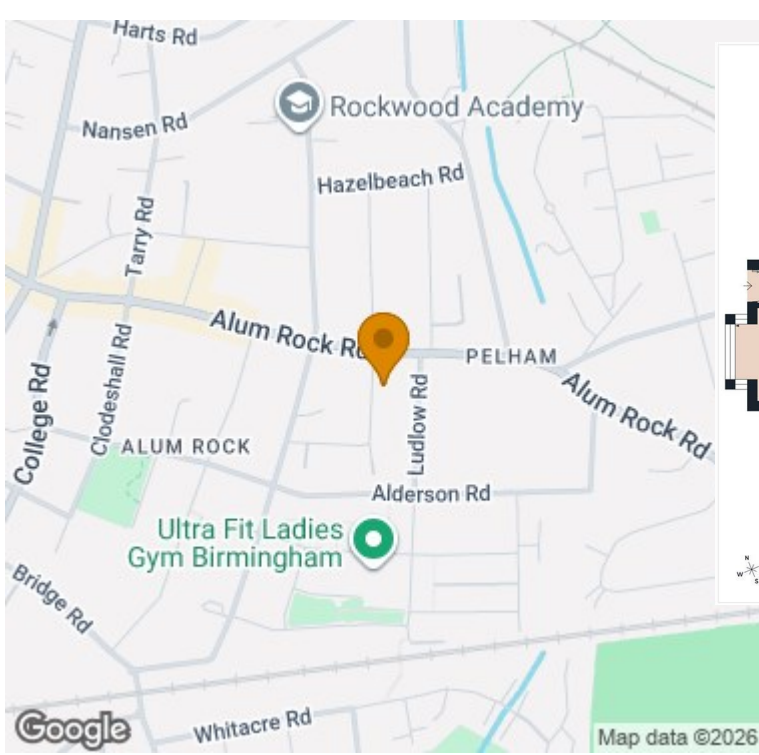 Harts Rd
Rockwood Academy
Nansen Rd
Hazelbeach Rd
Tarry Rd
Alum Rock Rd
PELHAM
College Rd
Clodeshall Rd
Ludlow Rd
Alum Rock Rd
ALUM ROCK
Alderson Rd
Ultra Fit Ladies
Gym Birmingham
Bridge Rd
N
W
S
Google
Whitacre Rd
Map data ©2026